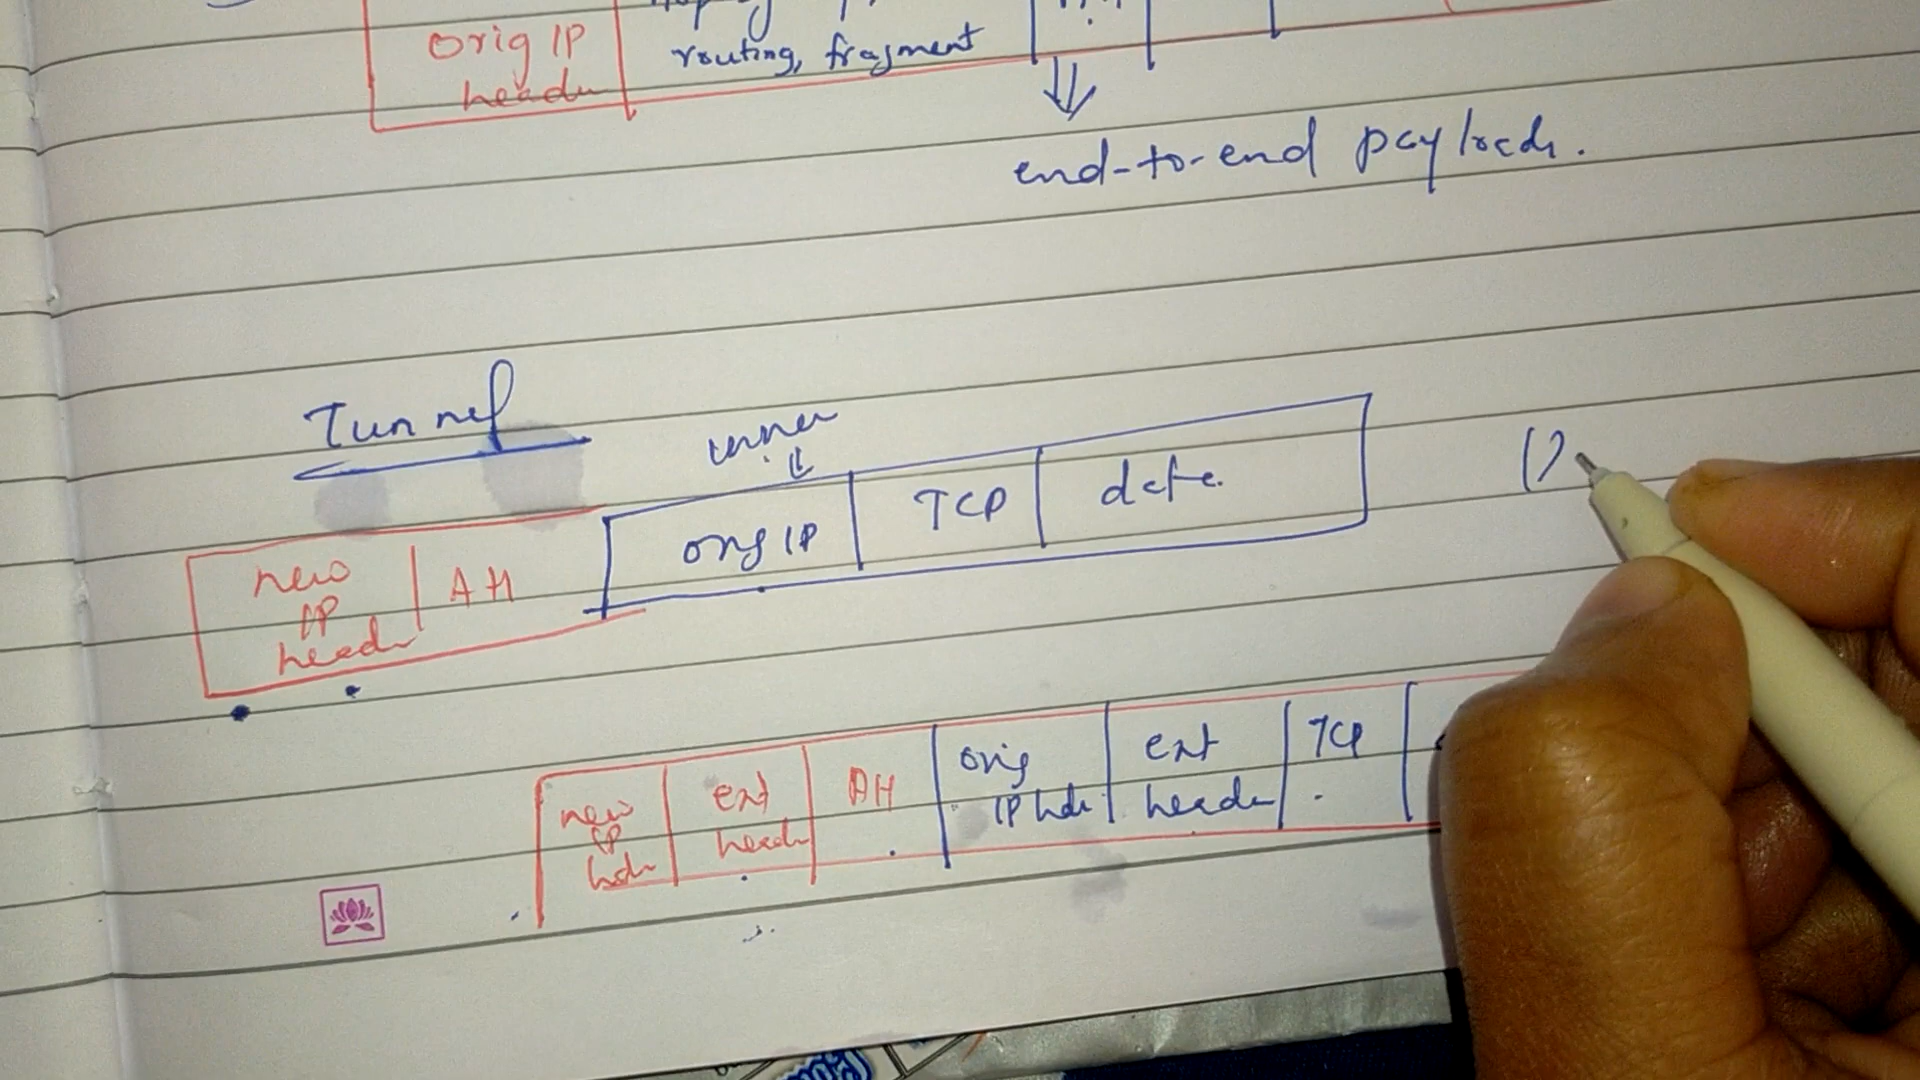 orig IP
header
routing, fragment
end-to-end payloads.
Tunnel
inner
new
IP
header
AH
orig IP
TCP
data
new
IP
hdr
ext
header
AH
orig
IP hdr
ext
header
TCP